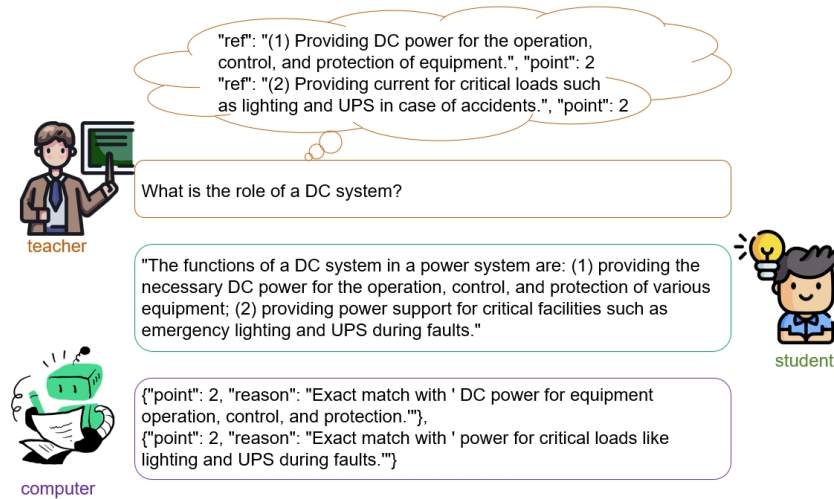 "ref": "(1) Providing DC power for the operation,
control, and protection of equipment.", "point": 2
"ref": "(2) Providing current for critical loads such
as lighting and UPS in case of accidents.", "point": 2
What is the role of a DC system?
teacher
"The functions of a DC system in a power system are: (1) providing the
necessary DC power for the operation, control, and protection of various
equipment; (2) providing power support for critical facilities such as
emergency lighting and UPS during faults."
student
{"point": 2, "reason": "Exact match with ' DC power for equipment
operation, control, and protection.'"},
{"point": 2, "reason": "Exact match with ' power for critical loads like
lighting and UPS during faults.'"}
computer